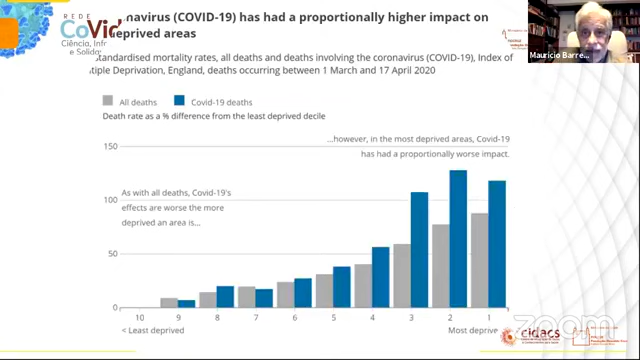 REDE
CoVid
navirus (COVID-19) has had a proportionally higher impact on
deprived areas
Ciência, Infr
e Solida
standardised mortality rates, all deaths and deaths involving the coronavirus (COVID-19), Index of
tiple Deprivation, England, deaths occurring between 1 March and 17 April 2020
Mauricio Barre...
All deaths
Covid-19 deaths
Death rate as a % difference from the least deprived decile
...however, in the most deprived areas, Covid-19
has had a proportionally worse impact.
As with all deaths, Covid-19's
effects are worse the more
deprived an area is...
150
100
50
0
10 9 8 7 6 5 4 3 2 1
< Least deprived
Most deprive
zoom
cidacs